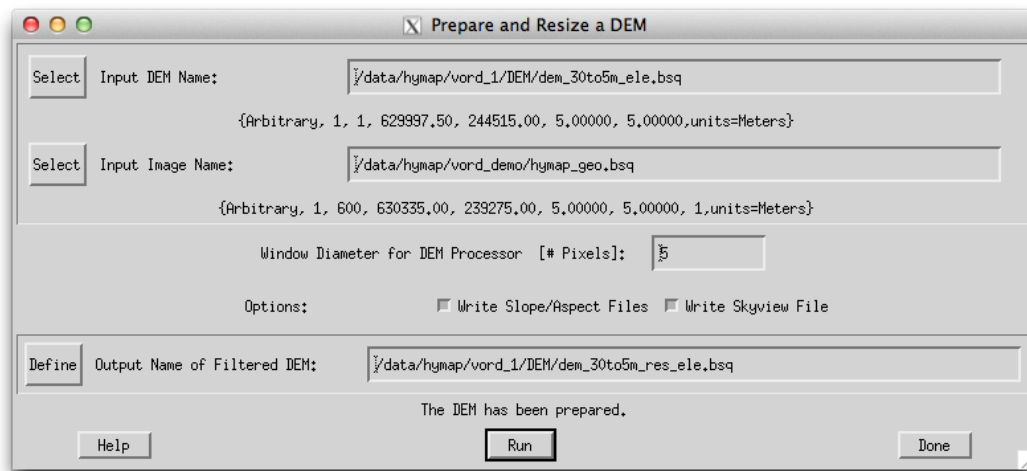 X Prepare and Resize a DEM
Select Input DEM Name: /data/hymap/vord_1/DEM/dem_30to5m_ele.bsq
{Arbitrary, 1, 1, 629997.50, 244515.00, 5.00000, 5.00000,units=Meters}
Select Input Image Name: /data/hymap/vord_demo/hymap_geo.bsq
{Arbitrary, 1, 600, 630335.00, 239275.00, 5.00000, 5.00000, 1,units=Meters}
Window Diameter for DEM Processor [# Pixels]: 5
Options: Write Slope/Aspect Files Write Skyview File
Define Output Name of Filtered DEM: /data/hymap/vord_1/DEM/dem_30to5m_res_ele.bsq
The DEM has been prepared.
Help Run Done